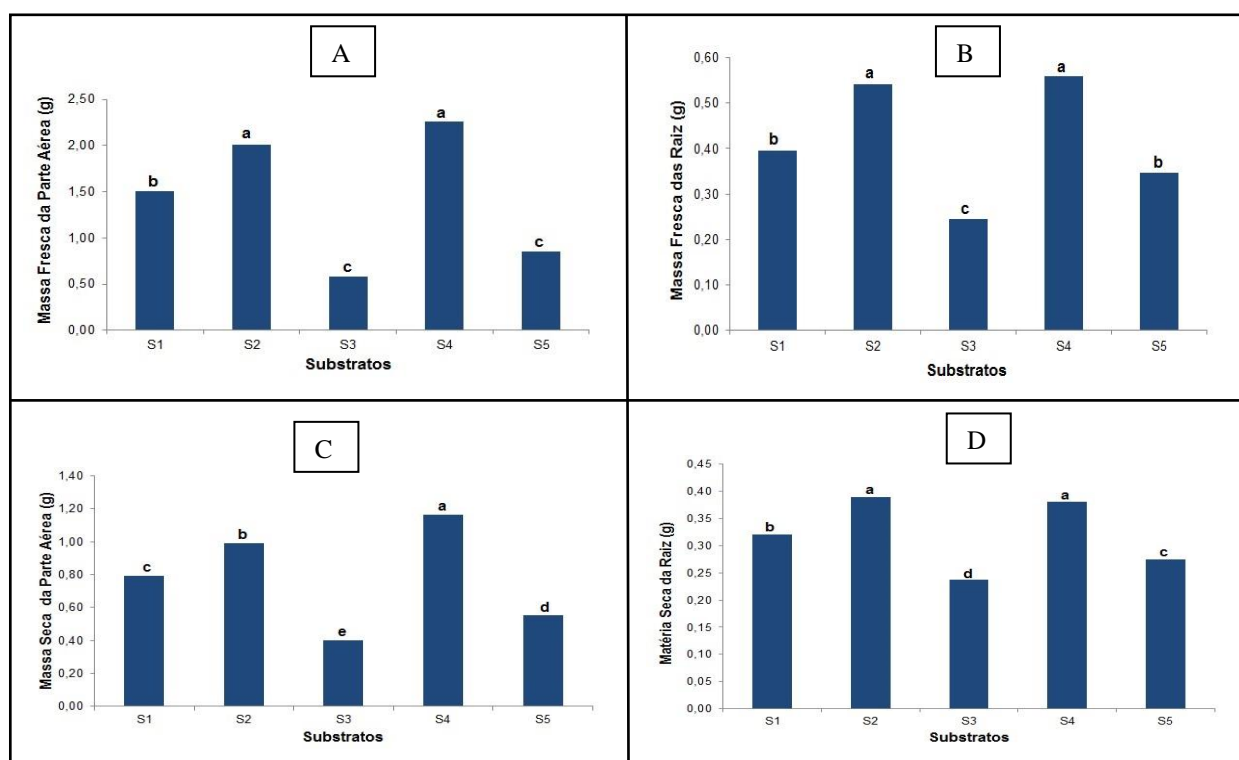 A
Massa Fresca da Parte Aérea (g)
2,50
2,00
1,50
1,00
0,50
0,00
b
a
c
a
c
S1 S2 S3 S4 S5
Substratos
B
Massa Fresca das Raiz (g)
0,60
0,50
0,40
0,30
0,20
0,10
0,00
b
a
c
a
b
S1 S2 S3 S4 S5
Substratos
C
Massa Seca da Parte Aérea (g)
1,40
1,20
1,00
0,80
0,60
0,40
0,20
0,00
c
b
e
a
d
S1 S2 S3 S4 S5
Substratos
D
Matéria Seca da Raiz (g)
0,45
0,40
0,35
0,30
0,25
0,20
0,15
0,10
0,05
0,00
b
a
d
a
c
S1 S2 S3 S4 S5
Substratos